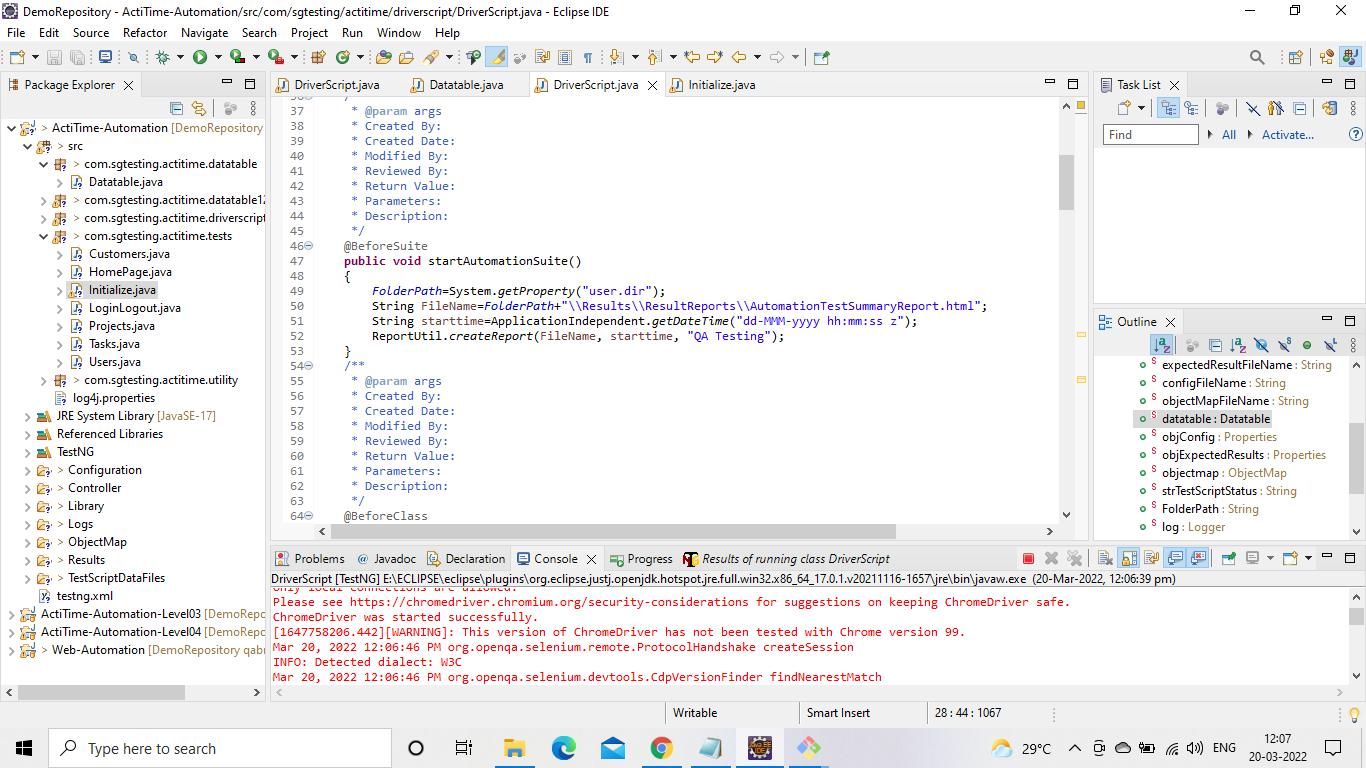 DemoRepository - ActiTime-Automation/src/com/sgtesting/actitime/driverscript/DriverScript.java - Eclipse IDE
File Edit Source Refactor Navigate Search Project Run Window Help
Package Explorer
> ActiTime-Automation [DemoRepository
> src
> com.sgtesting.actitime.datatable
Datatable.java
> com.sgtesting.actitime.datatable12
> com.sgtesting.actitime.driverscript
> com.sgtesting.actitime.tests
Customers.java
HomePage.java
Initialize.java
LoginLogout.java
Projects.java
Tasks.java
Users.java
> com.sgtesting.actitime.utility
log4j.properties
JRE System Library [JavaSE-17]
Referenced Libraries
TestNG
> Configuration
> Controller
> Library
> Logs
> ObjectMap
> Results
> TestScriptDataFiles
testng.xml
> ActiTime-Automation-Level03 [DemoRepo
> ActiTime-Automation-Level04 [DemoRepo
> Web-Automation [DemoRepository qabr
DriverScript.java Datatable.java DriverScript.java Initialize.java
37 * @param args
38 * Created By:
39 * Created Date:
40 * Modified By:
41 * Reviewed By:
42 * Return Value:
43 * Parameters:
44 * Description:
45 */
46 @BeforeSuite
47 public void startAutomationSuite()
48 {
49 FolderPath=System.getProperty("user.dir");
50 String FileName=FolderPath+"\\Results\\ResultReports\\AutomationTestSummaryReport.html";
51 String starttime=ApplicationIndependent.getDateTime("dd-MMM-yyyy hh:mm:ss z");
52 ReportUtil.createReport(FileName, starttime, "QA Testing");
53 }
54 /**
55 * @param args
56 * Created By:
57 * Created Date:
58 * Modified By:
59 * Reviewed By:
60 * Return Value:
61 * Parameters:
62 * Description:
63 */
64 @BeforeClass
Task List
Find All Activate...
Outline
expectedResultFileName : String
configFileName : String
objectMapFileName : String
datatable : Datatable
objConfig : Properties
objExpectedResults : Properties
objectmap : ObjectMap
strTestScriptStatus : String
FolderPath : String
log : Logger
Problems Javadoc Declaration Console Progress Results of running class DriverScript
DriverScript [TestNG] E:\ECLIPSE\eclipse\plugins\org.eclipse.justj.openjdk.hotspot.jre.full.win32.x86_64_17.0.1.v20211116-1657\jre\bin\javaw.exe (20-Mar-2022, 12:06:39 pm)
Only local connections are allowed.
Please see https://chromedriver.chromium.org/security-considerations for suggestions on keeping ChromeDriver safe.
ChromeDriver was started successfully.
[1647758206.442][WARNING]: This version of ChromeDriver has not been tested with Chrome version 99.
Mar 20, 2022 12:06:46 PM org.openqa.selenium.remote.ProtocolHandshake createSession
INFO: Detected dialect: W3C
Mar 20, 2022 12:06:46 PM org.openqa.selenium.devtools.CdpVersionFinder findNearestMatch
Writable Smart Insert 28 : 44 : 1067
Type here to search
29°C
ENG
12:07
20-03-2022